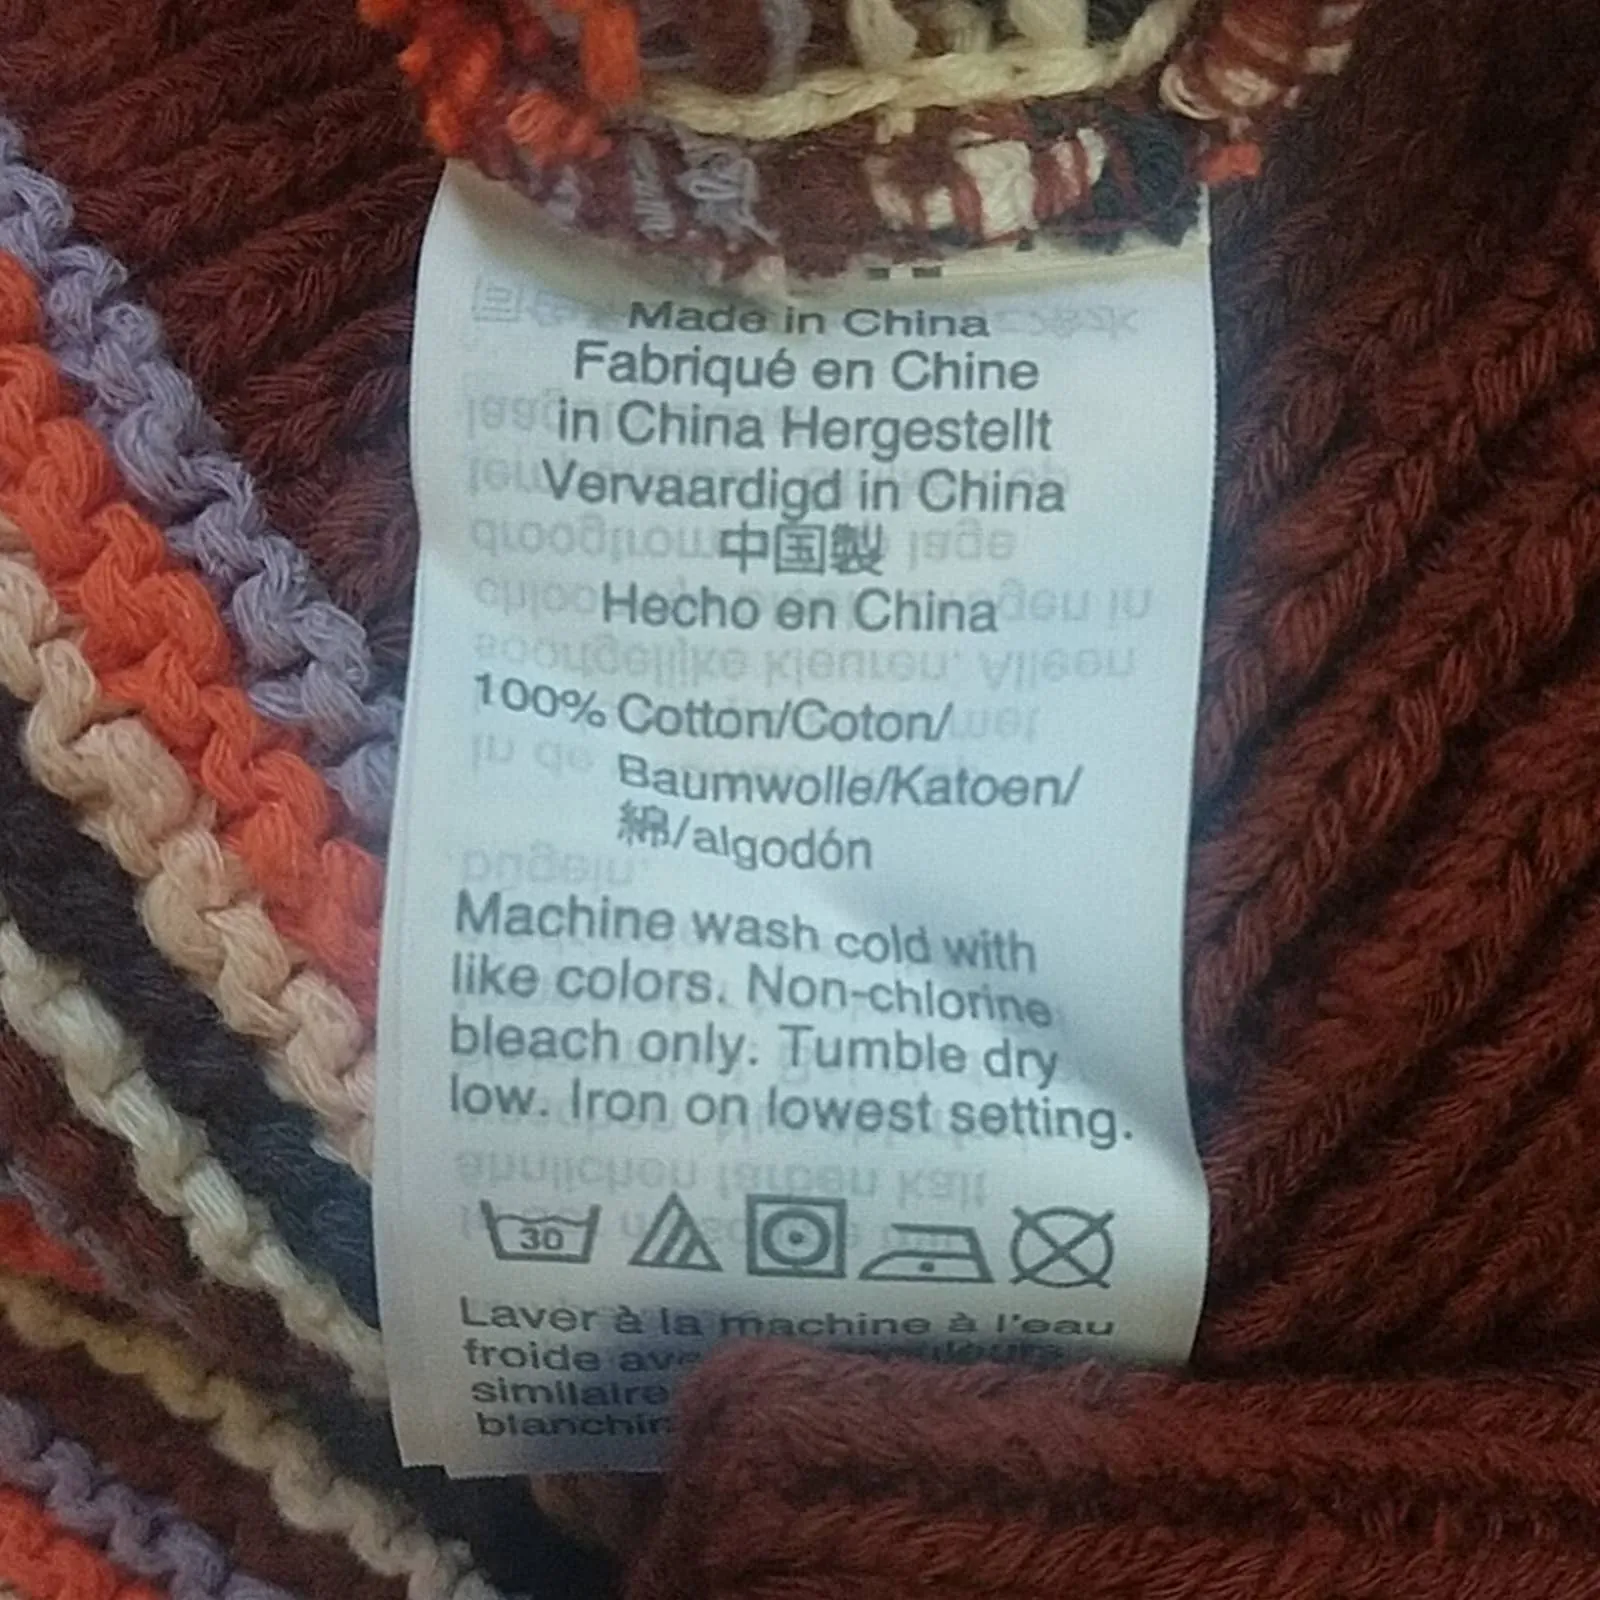 Made in China
Fabriqué en Chine
in China Hergestellt
Vervaardigd in China
中国製
Hecho en China
100% Cotton/Coton/
Baumwolle/Katoen/
綿/algodón
Machine wash cold with
like colors. Non-chlorine
bleach only. Tumble dry
low. Iron on lowest setting.
30
Laver à la machine à l'eau
froide